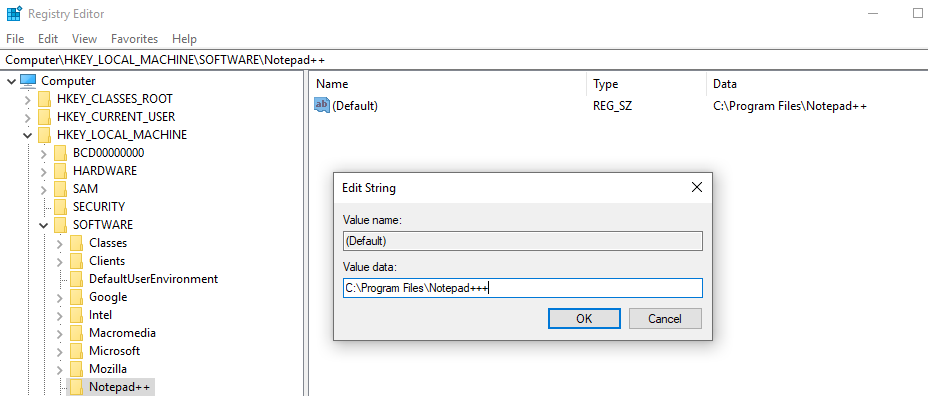 Registry Editor
File Edit View Favorites Help
Computer\HKEY_LOCAL_MACHINE\SOFTWARE\Notepad++
Computer
HKEY_CLASSES_ROOT
HKEY_CURRENT_USER
HKEY_LOCAL_MACHINE
BCD00000000
HARDWARE
SAM
SECURITY
SOFTWARE
Classes
Clients
DefaultUserEnvironment
Google
Intel
Macromedia
Microsoft
Mozilla
Notepad++
Name Type Data
ab (Default) REG_SZ C:\Program Files\Notepad++
Edit String
Value name:
(Default)
Value data:
C:\Program Files\Notepad+++
OK Cancel